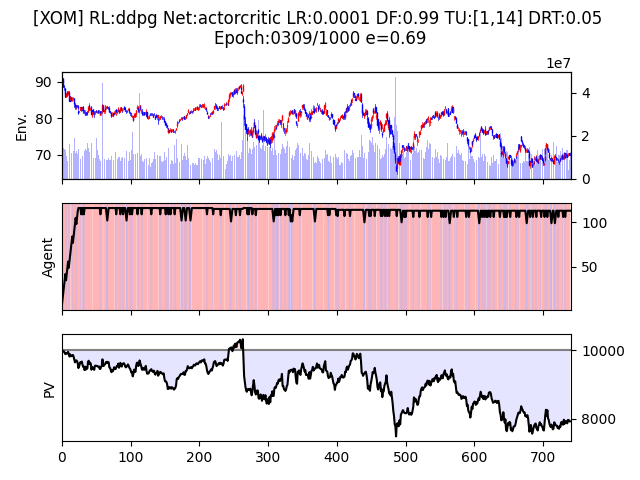 [XOM] RL:ddpg Net:actorcritic LR:0.0001 DF:0.99 TU:[1,14] DRT:0.05
Epoch:0309/1000 e=0.69
1e7
90
80
70
Env.
4
2
0
Agent
100
50
PV
10000
8000
0 100 200 300 400 500 600 700